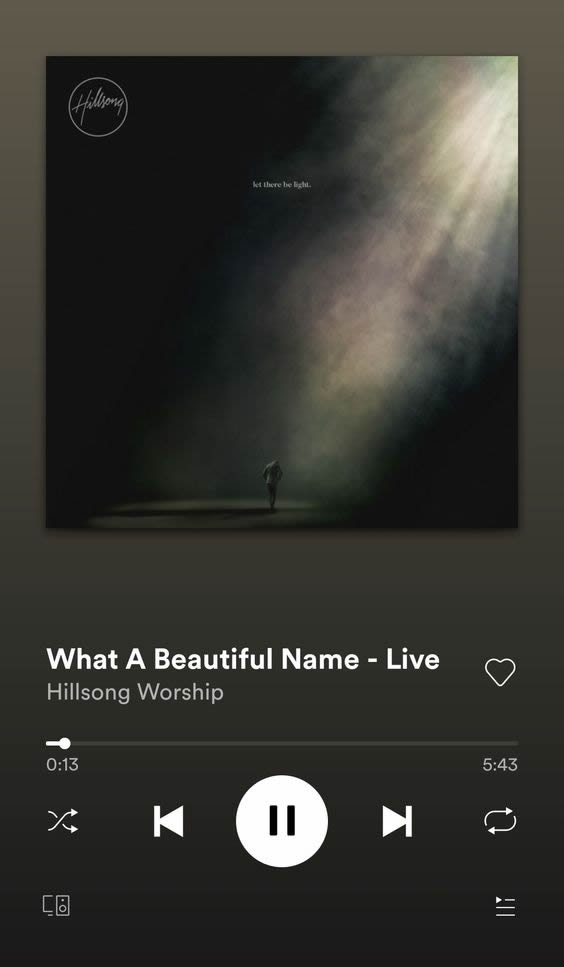 Hillsong
let there be light.
What A Beautiful Name - Live
Hillsong Worship
0:13
5:43